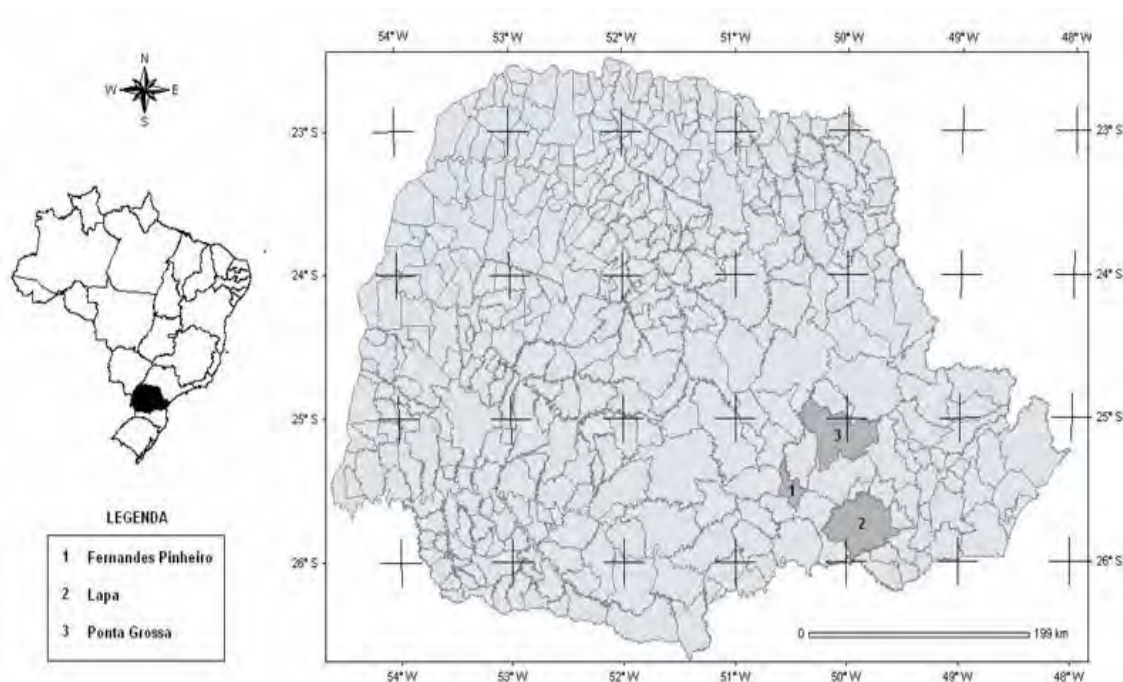 54°W 53°W 52°W 51°W 50°W 49°W 48°W
N
W E
S
23° S 23° S
24° S 24° S
25° S 25° S
26° S 26° S
3
1
2
LEGENDA
1 Fernandes Pinheiro
2 Lapa
3 Ponta Grossa
0 199 km
54°W 53°W 52°W 51°W 50°W 49°W 48°W